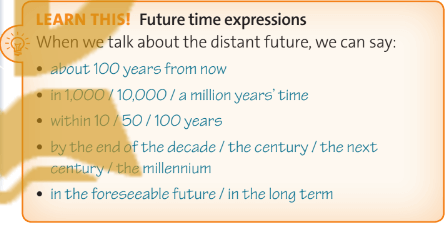 LEARN THIS! Future time expressions
When we talk about the distant future, we can say:
• about 100 years from now
• in 1,000 / 10,000 / a million years' time
• within 10 / 50 / 100 years
• by the end of the decade / the century / the next
century / the millennium
• in the foreseeable future / in the long term